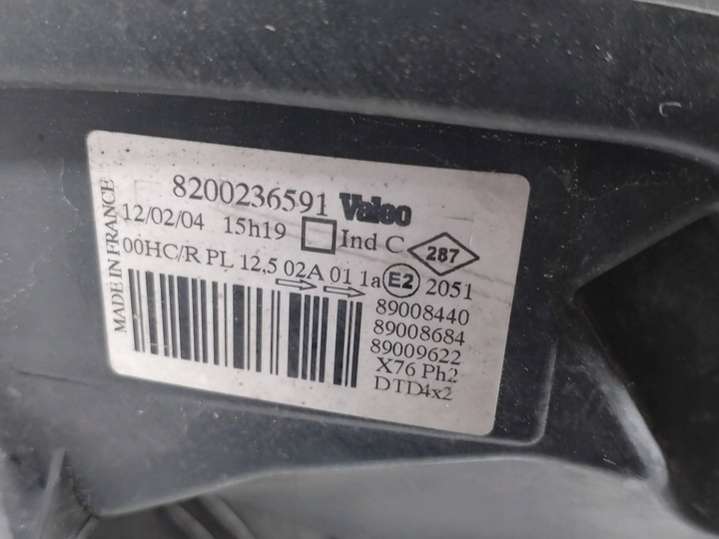 8200236591 Valeo
12/02/04 15h19 Ind C 287
00HC/R PL 12,5 02A 01 1a E2 2051
89008440
89008684
89009622
X76 Ph2
DTD4x2
MADE IN FRANCE